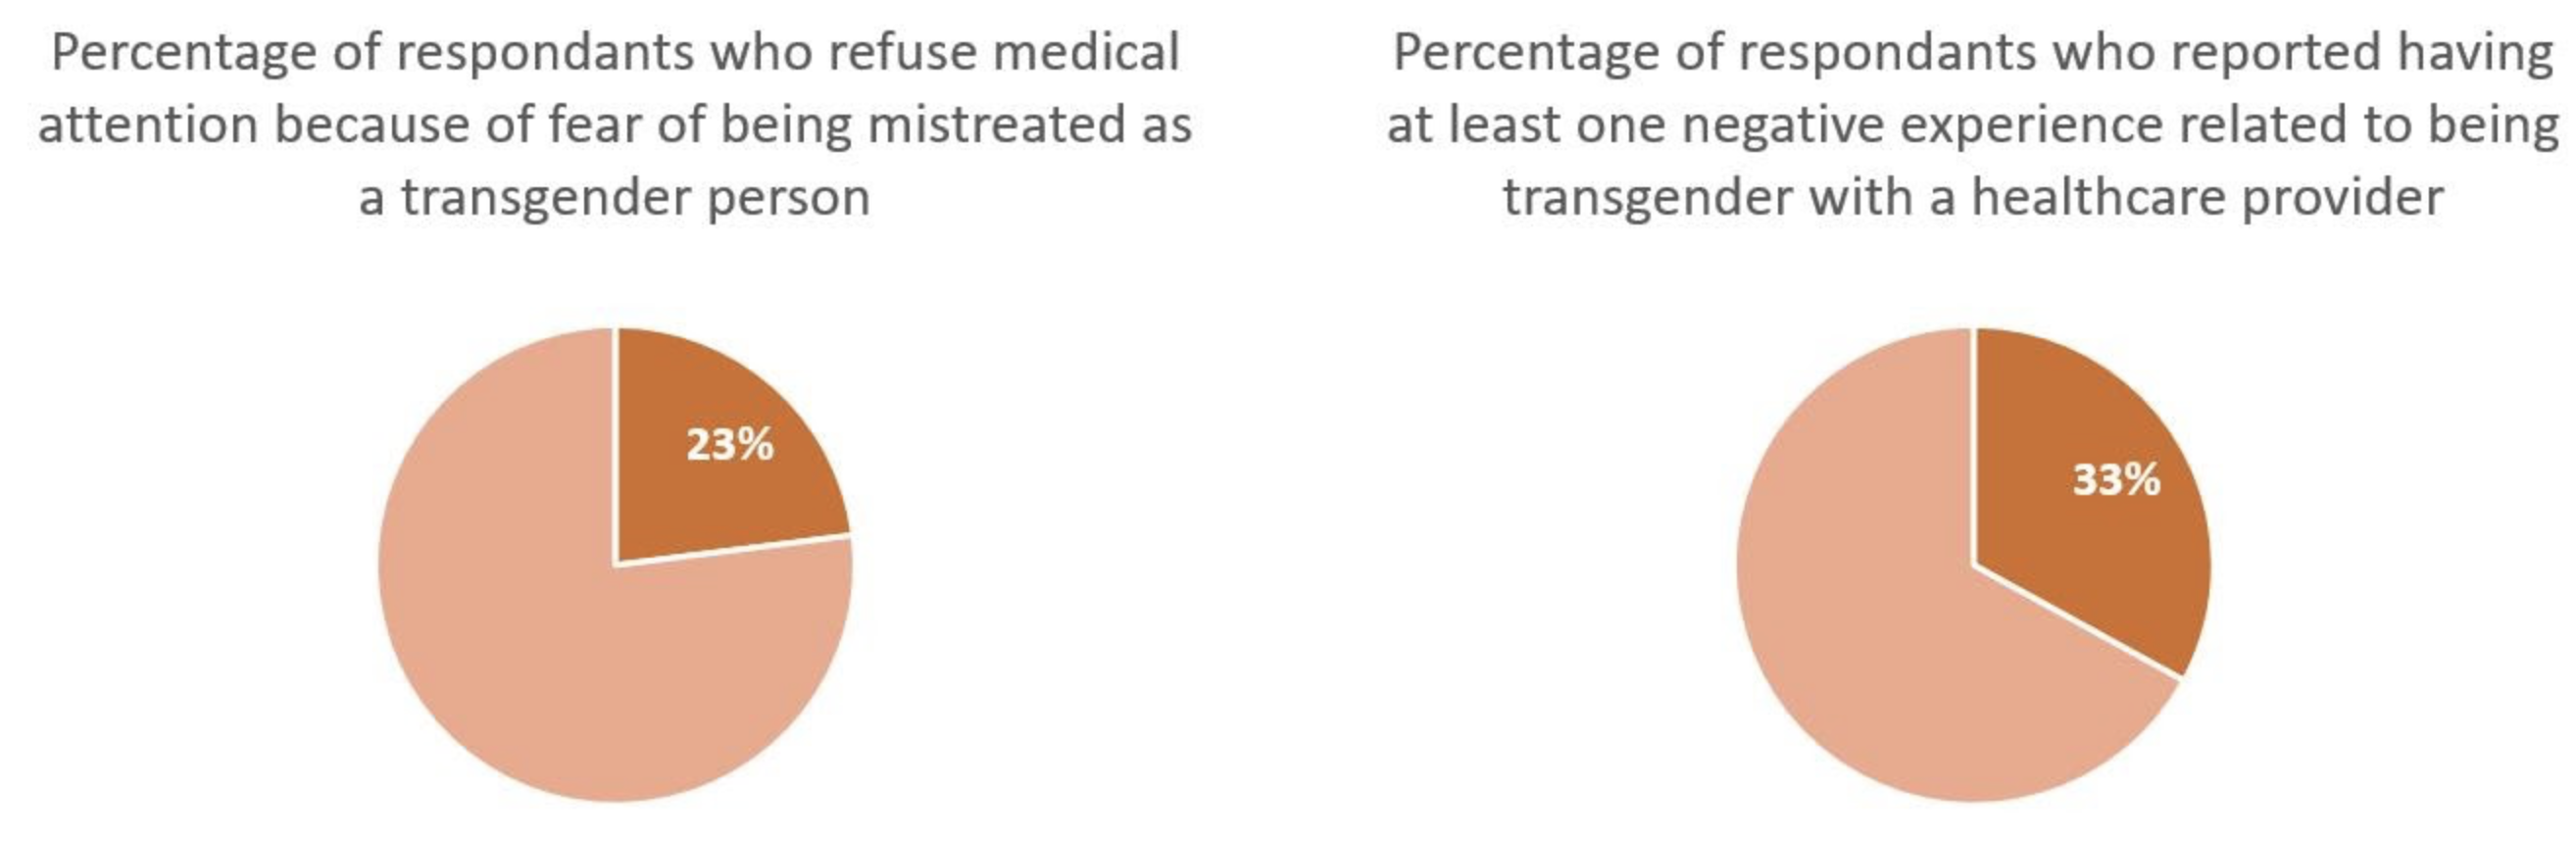 Percentage of respondants who refuse medical
attention because of fear of being mistreated as
a transgender person
23%
Percentage of respondants who reported having
at least one negative experience related to being
transgender with a healthcare provider
33%